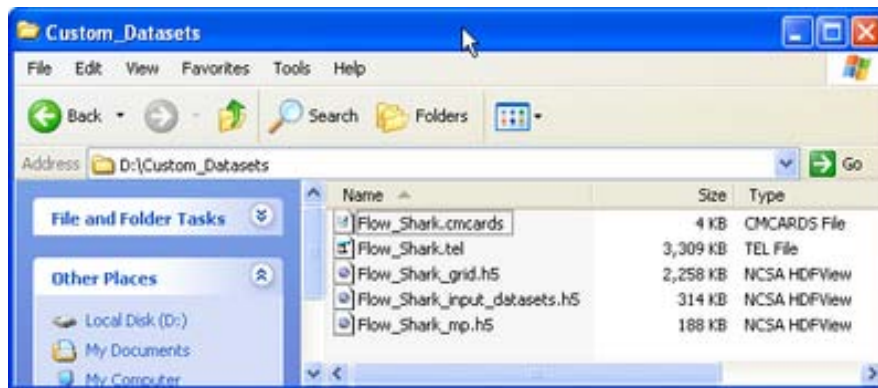 Custom_Datasets
File Edit View Favorites Tools Help
Back Search Folders
Address D:\Custom_Datasets Go
File and Folder Tasks
Other Places
Local Disk (D:)
My Documents
My Computer
Name Size Type
Flow_Shark.cmcards 4 KB CMCARDS File
Flow_Shark.tel 3,309 KB TEL File
Flow_Shark_grid.h5 2,258 KB NCSA HDFView
Flow_Shark_input_datasets.h5 314 KB NCSA HDFView
Flow_Shark_mp.h5 188 KB NCSA HDFView